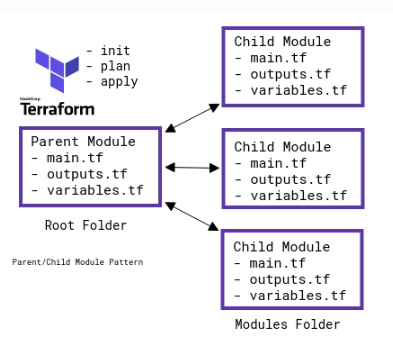 - init
- plan
- apply
HashiCorp
Terraform
Parent Module
- main.tf
- outputs.tf
- variables.tf
Root Folder
Parent/Child Module Pattern
Child Module
- main.tf
- outputs.tf
- variables.tf
Child Module
- main.tf
- outputs.tf
- variables.tf
Child Module
- main.tf
- outputs.tf
- variables.tf
Modules Folder